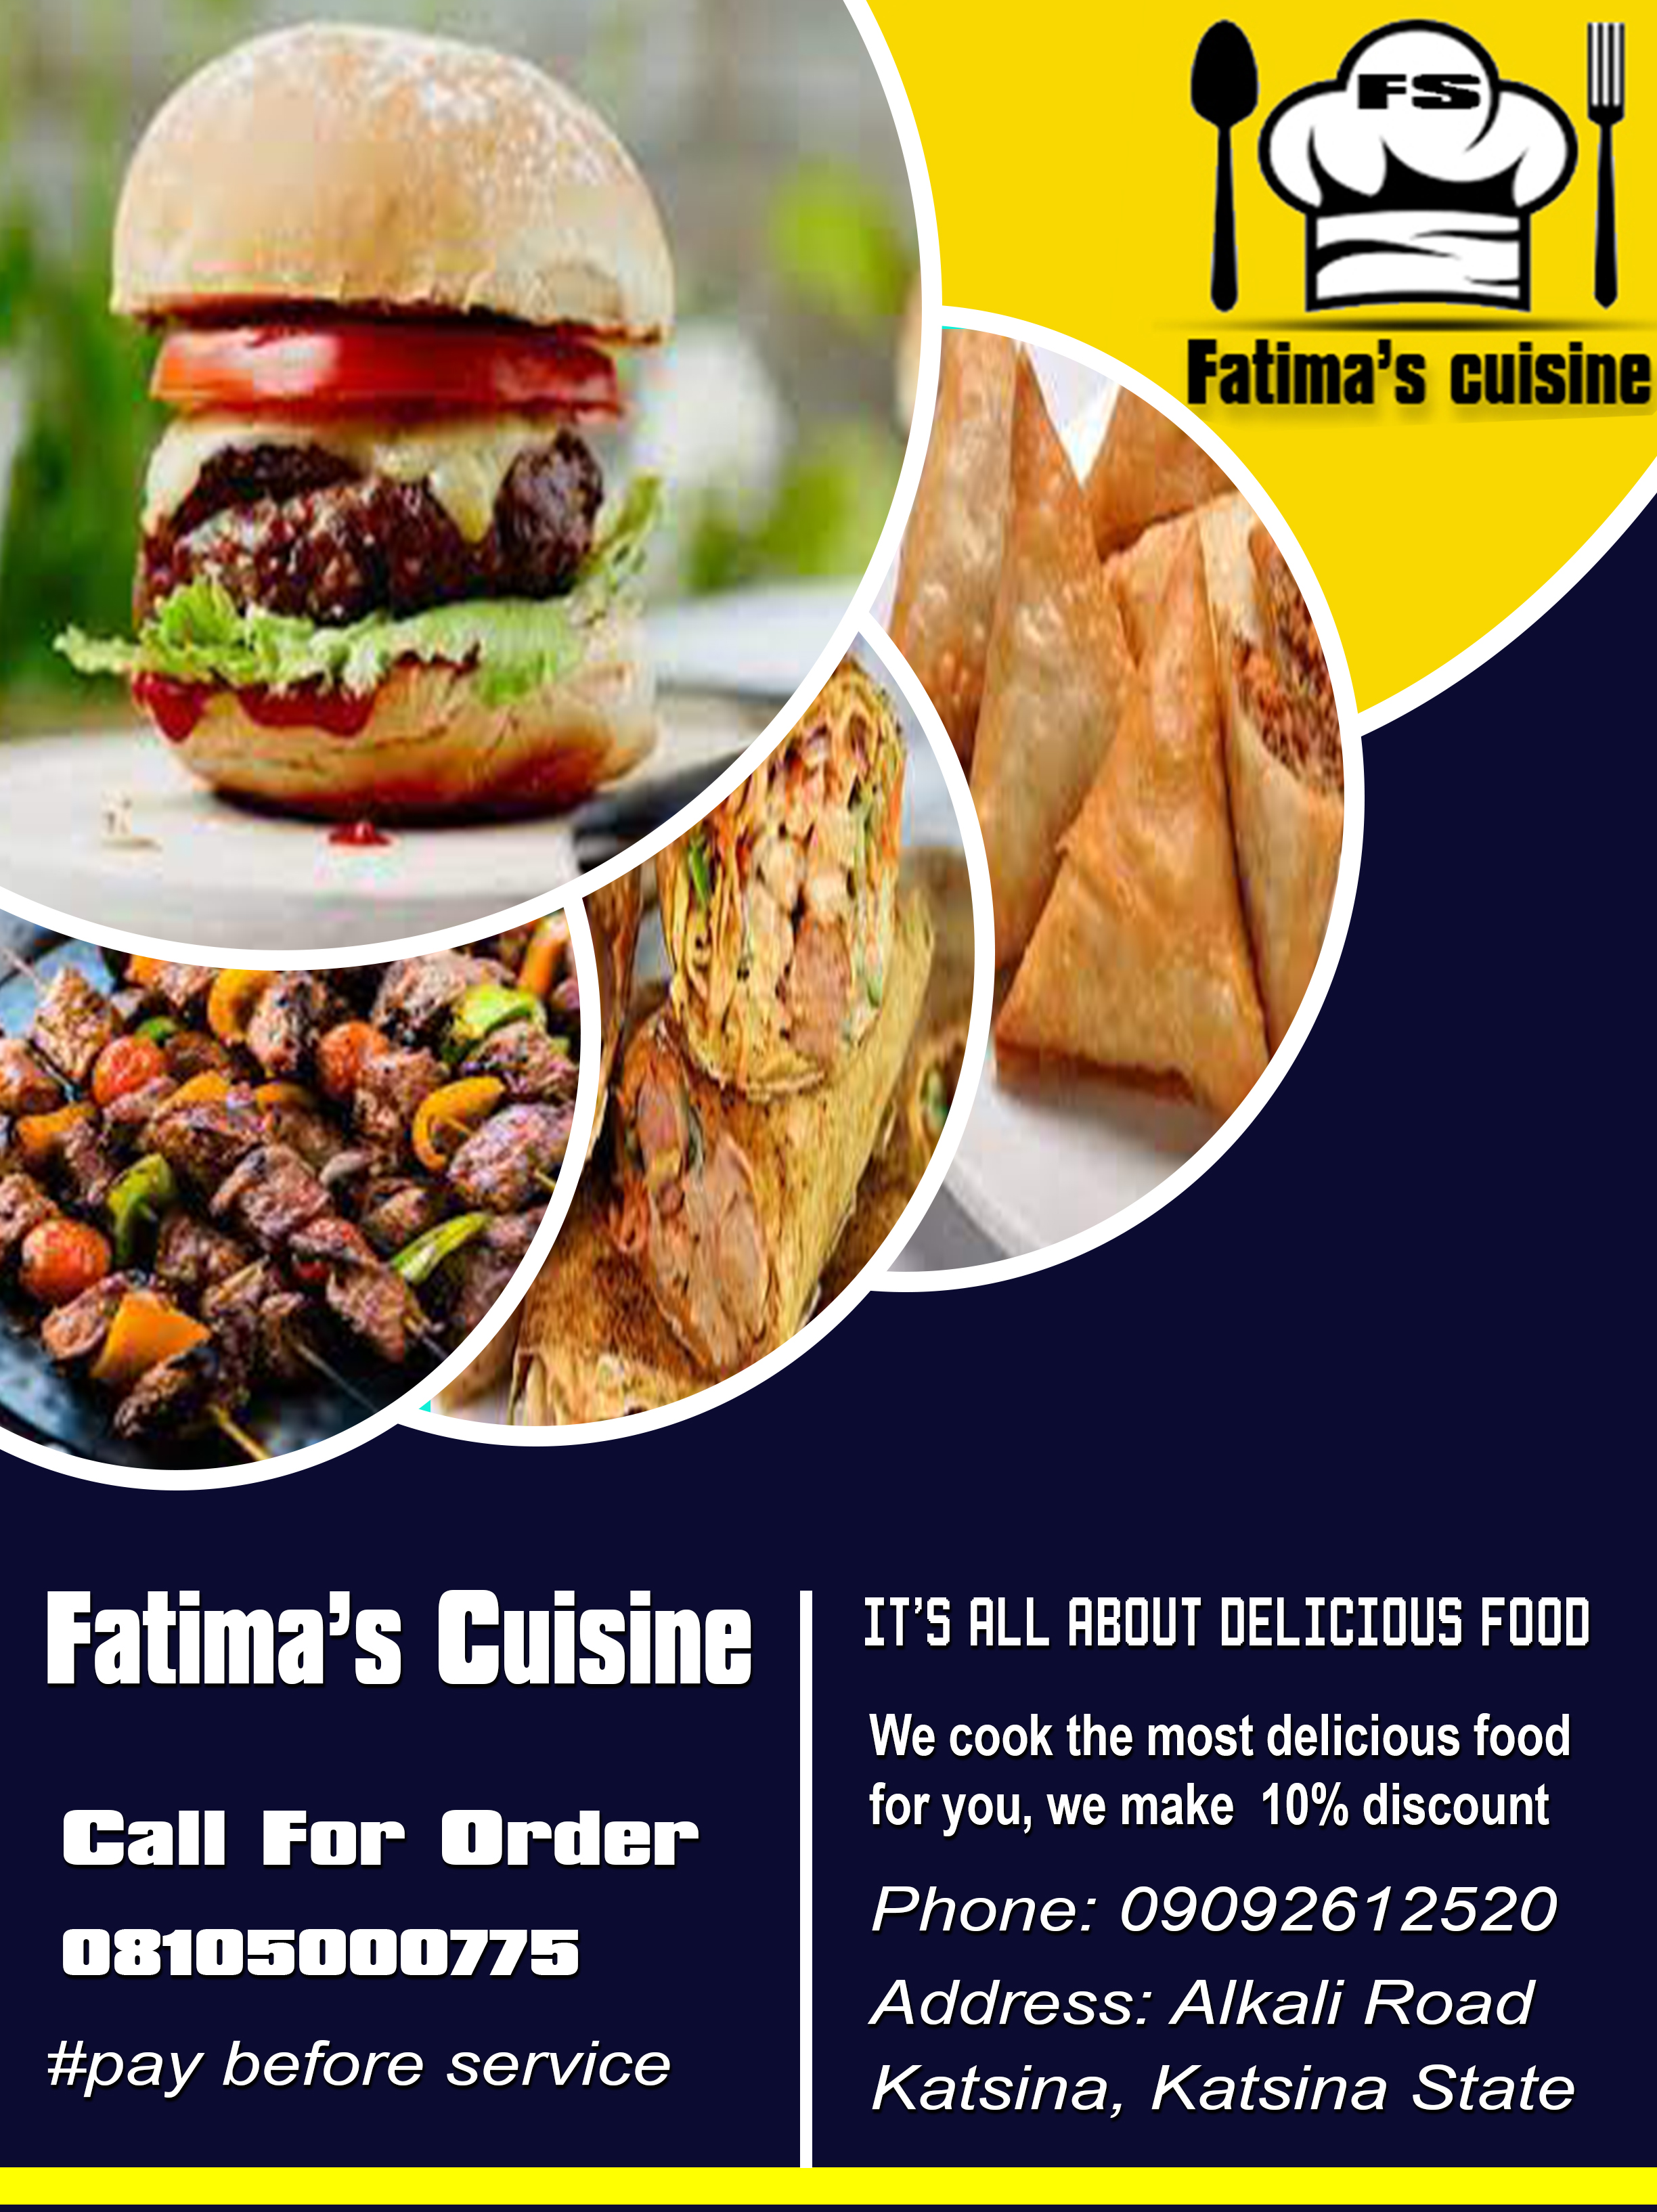 FS
Fatima's cuisine
Fatima's Cuisine
Call For Order
08105000775
#pay before service
IT'S ALL ABOUT DELICIOUS FOOD
We cook the most delicious food
for you, we make 10% discount
Phone: 09092612520
Address: Alkali Road
Katsina, Katsina State